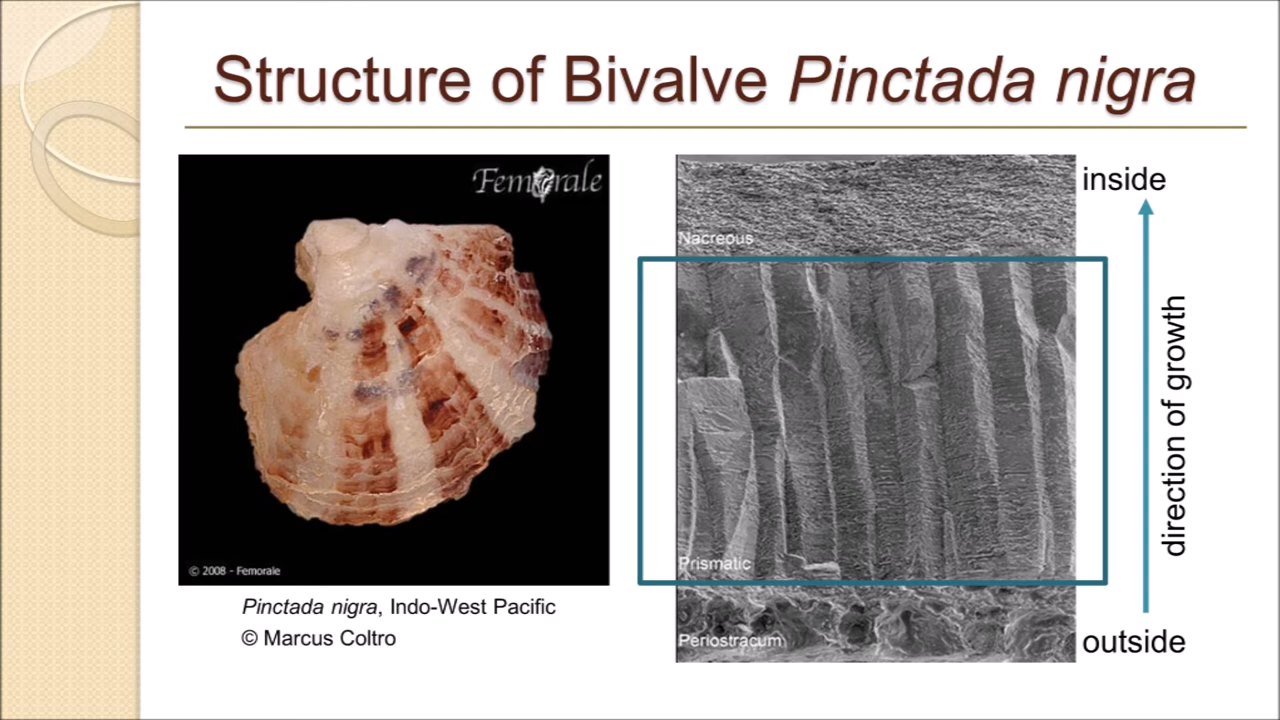 Structure of Bivalve Pinctada nigra
Femorale
© 2008 - Femorale
Pinctada nigra, Indo-West Pacific
© Marcus Coltro
Nacreous
Prismatic
Periostracum
inside
direction of growth
outside